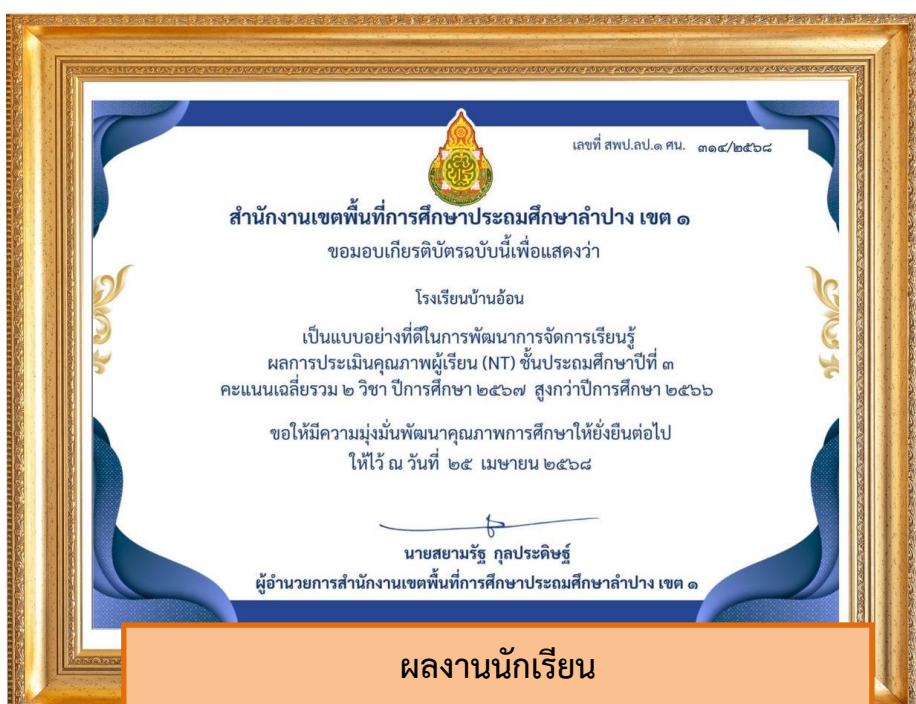 เลขที่ สพป.ลป.๑ ศน. ๓๑๔/๒๕๖๘
สำนักงานเขตพื้นที่การศึกษาประถมศึกษาลำปาง เขต ๑
ขอมอบเกียรติบัตรฉบับนี้เพื่อแสดงว่า
โรงเรียนบ้านอ้อน
เป็นแบบอย่างที่ดีในการพัฒนาการจัดการเรียนรู้
ผลการประเมินคุณภาพผู้เรียน (NT) ชั้นประถมศึกษาปีที่ ๓
คะแนนเฉลี่ยรวม ๒ วิชา ปีการศึกษา ๒๕๖๗ สูงกว่าปีการศึกษา ๒๕๖๖
ขอให้มีความมุ่งมั่นพัฒนาคุณภาพการศึกษาให้ยั่งยืนต่อไป
ให้ไว้ ณ วันที่ ๒๕ เมษายน ๒๕๖๘
นายสยามรัฐ กุลประดิษฐ์
ผู้อำนวยการสำนักงานเขตพื้นที่การศึกษาประถมศึกษาลำปาง เขต ๑
ผลงานนักเรียน